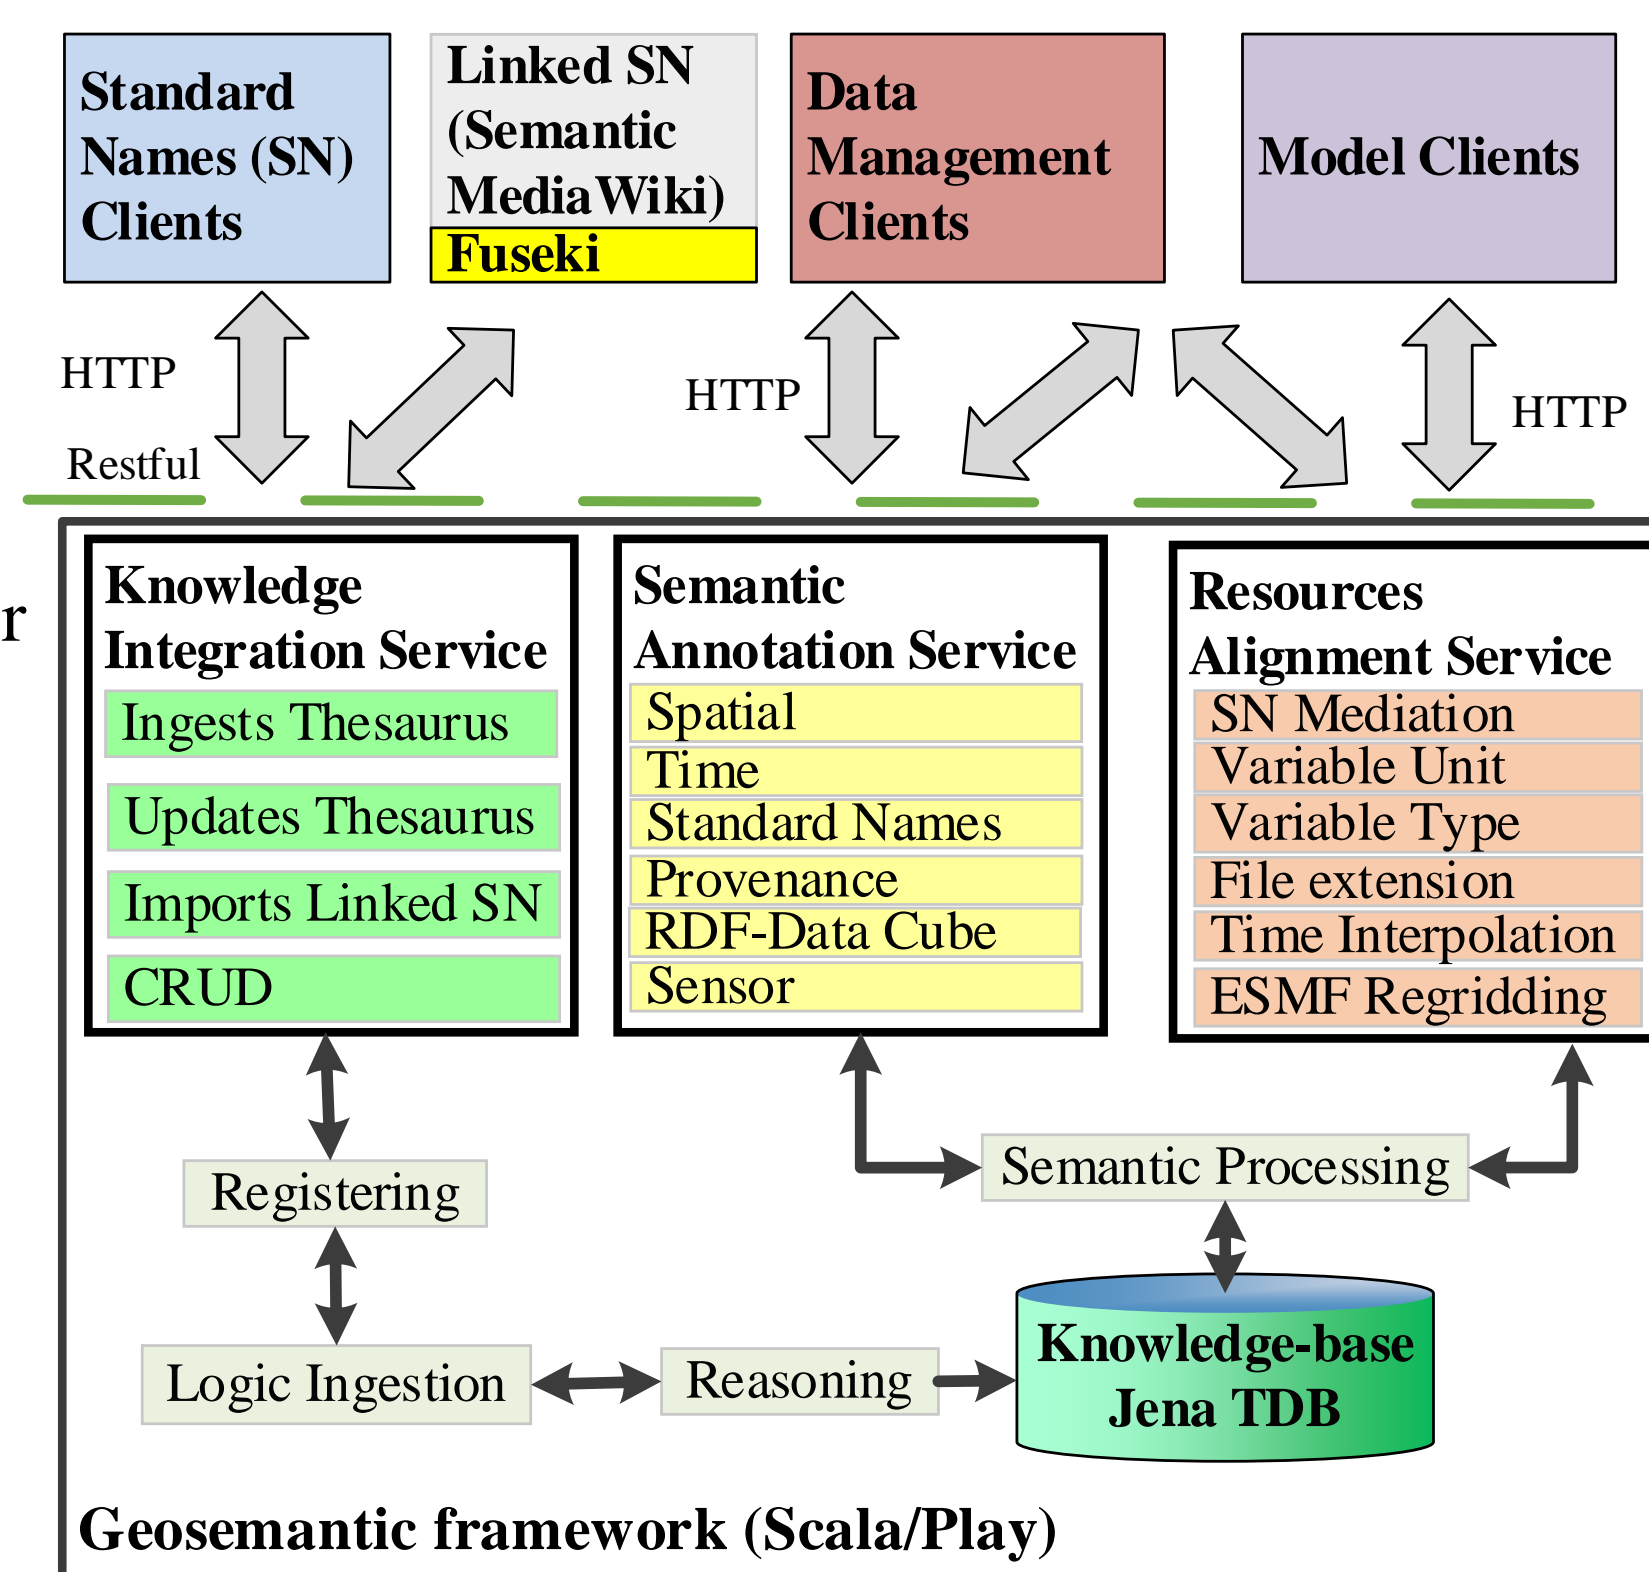 Standard
Names (SN)
Clients
Linked SN
(Semantic
MediaWiki)
Fuseki
Data
Management
Clients
Model Clients
HTTP
Restful
HTTP
HTTP
r
Knowledge
Integration Service
Ingests Thesaurus
Updates Thesaurus
Imports Linked SN
CRUD
Semantic
Annotation Service
Spatial
Time
Standard Names
Provenance
RDF-Data Cube
Sensor
Resources
Alignment Service
SN Mediation
Variable Unit
Variable Type
File extension
Time Interpolation
ESMF Regridding
Registering
Semantic Processing
Logic Ingestion
Reasoning
Knowledge-base
Jena TDB
Geosemantic framework (Scala/Play)